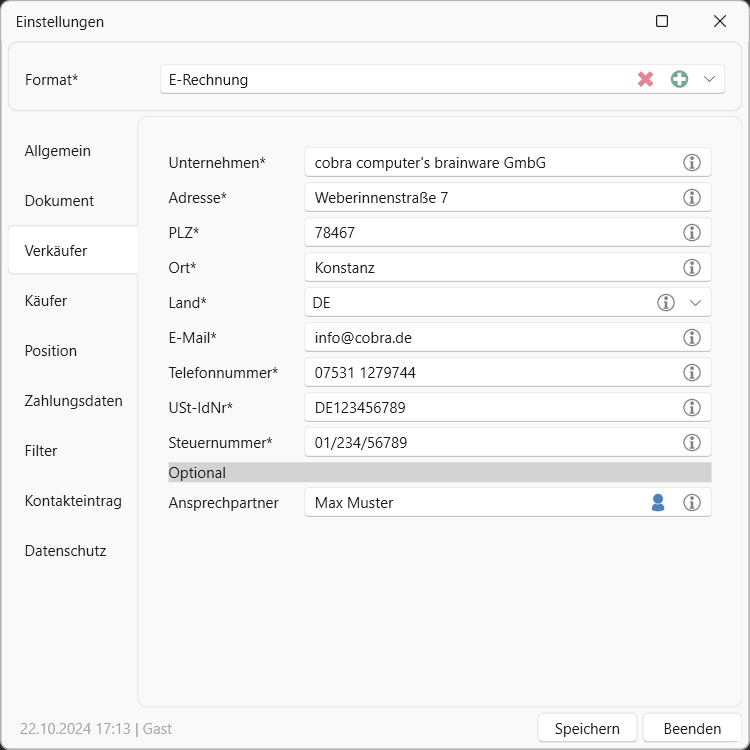 Einstellungen
Format* E-Rechnung
Allgemein
Dokument
Verkäufer
Käufer
Position
Zahlungsdaten
Filter
Kontakteintrag
Datenschutz
Unternehmen* cobra computer's brainware GmbG
Adresse* Weberinnenstraße 7
PLZ* 78467
Ort* Konstanz
Land* DE
E-Mail* info@cobra.de
Telefonnummer* 07531 1279744
USt-IdNr* DE123456789
Steuernummer* 01/234/56789
Optional
Ansprechpartner Max Muster
22.10.2024 17:13 | Gast
Speichern Beenden